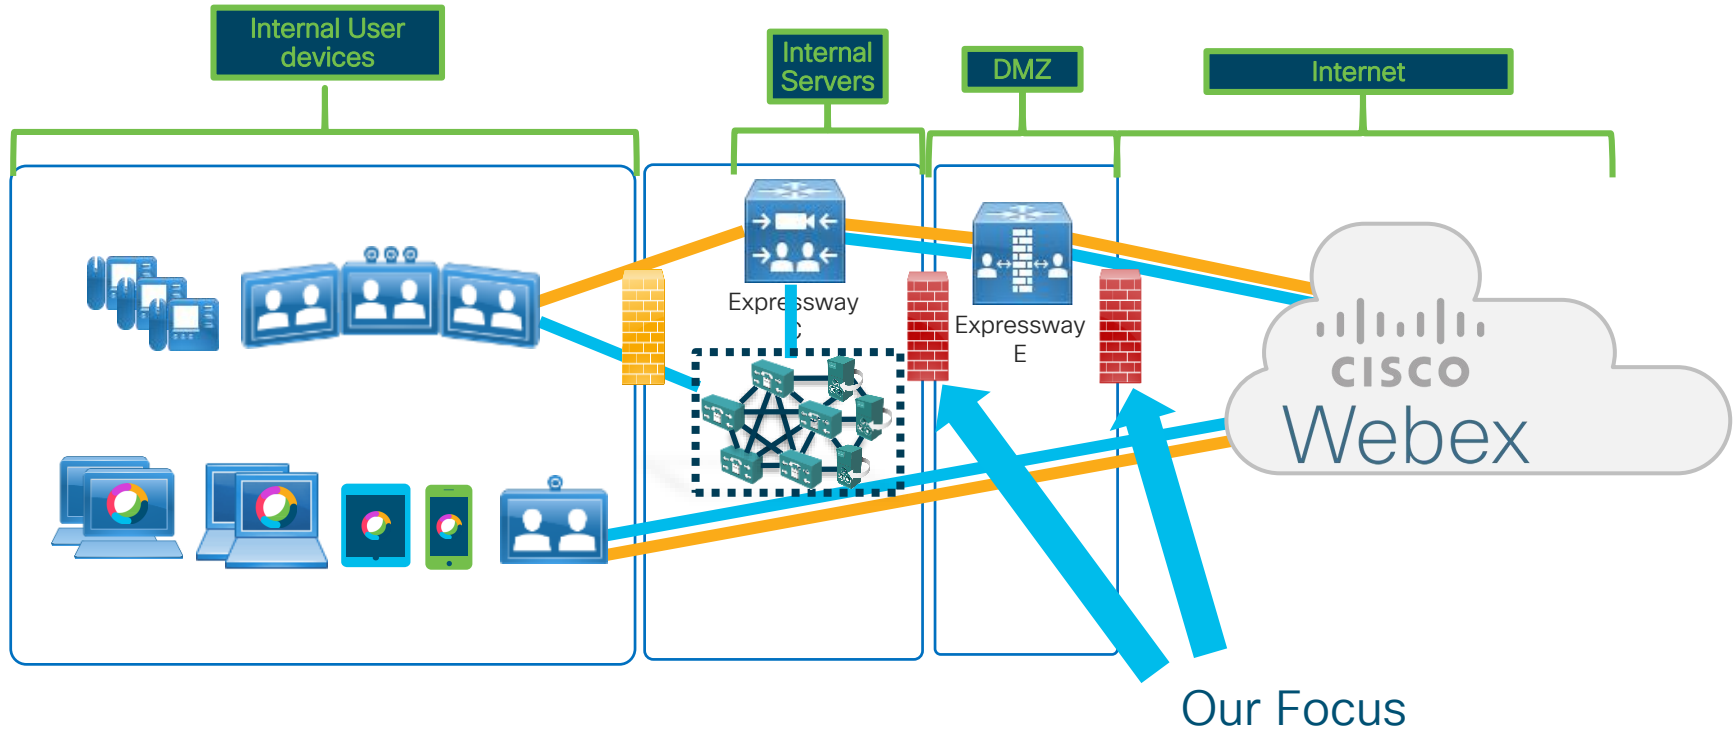 Internal User
devices
Internal
Servers
DMZ
Internet
Expressway
C
Expressway
E
CISCO
Webex
Our Focus